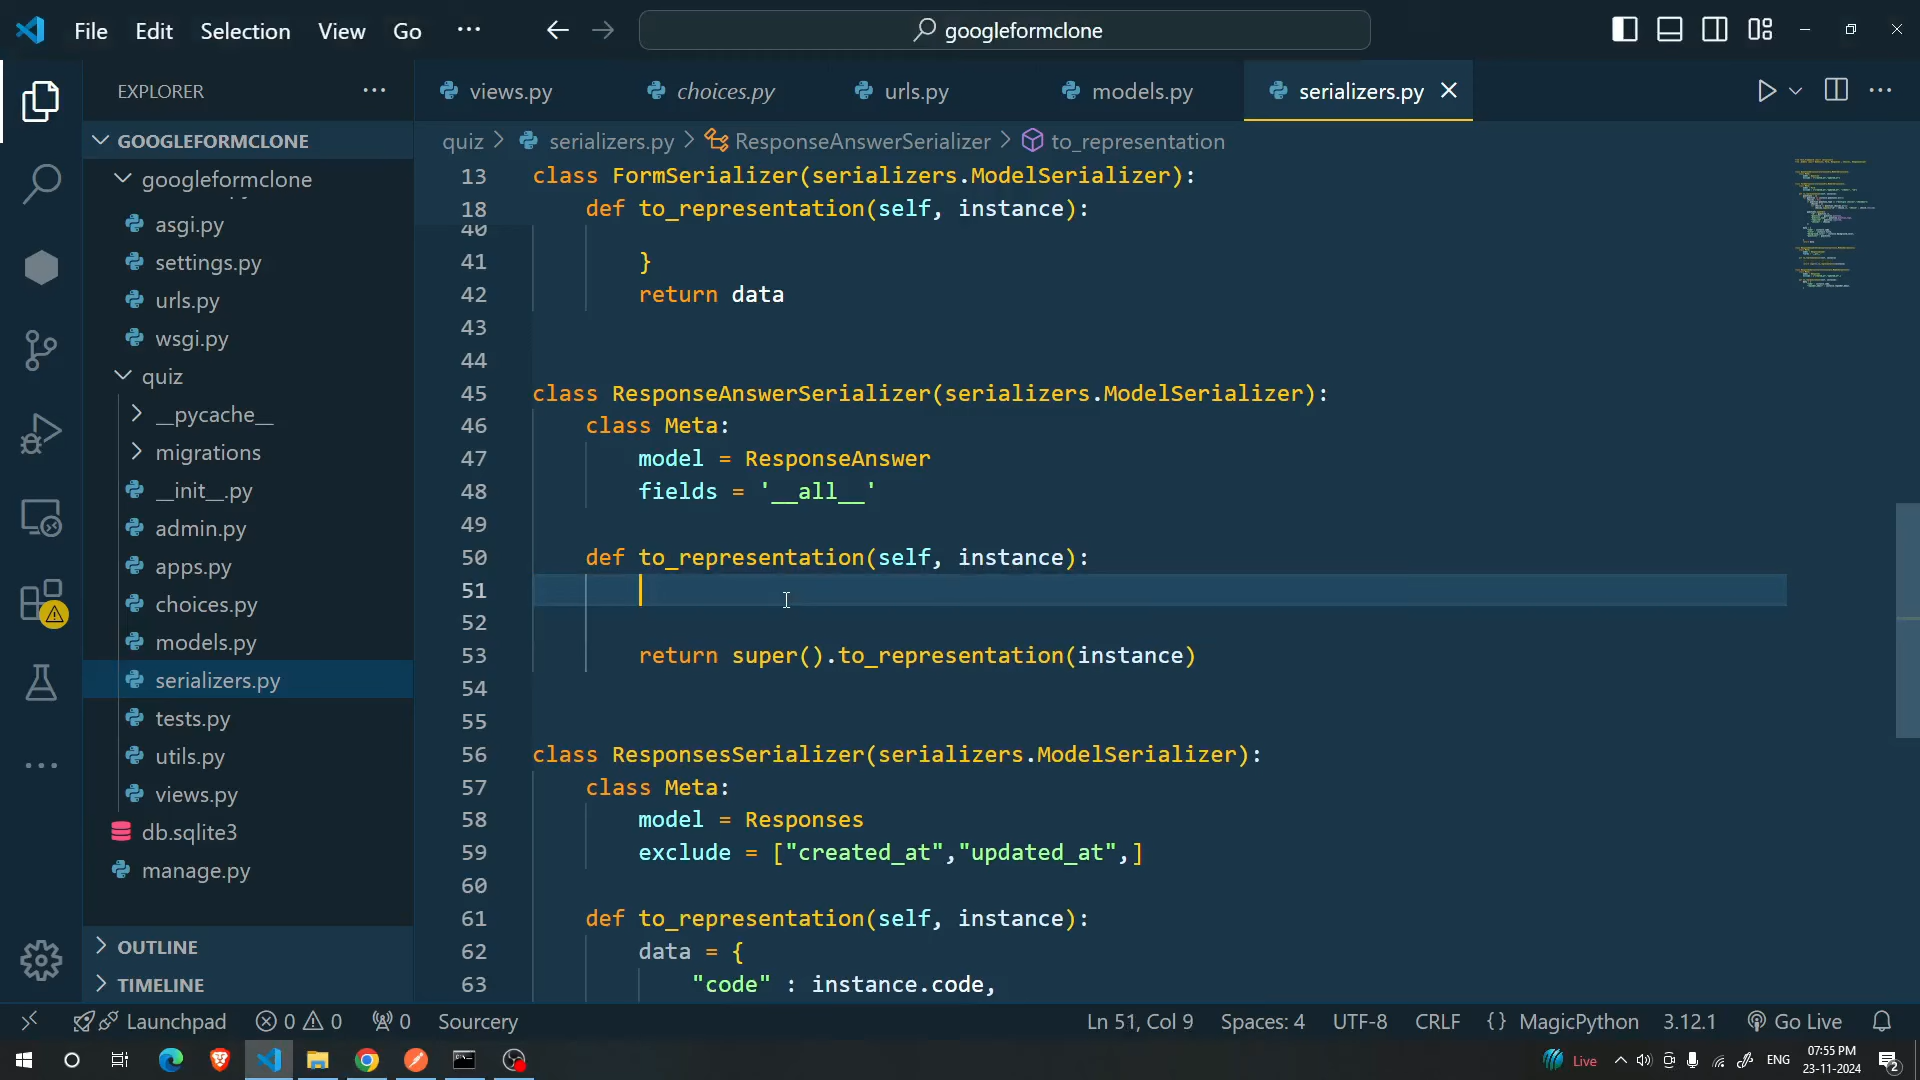 File Edit Selection View Go ··· googleformclone
EXPLORER ···
views.py choices.py urls.py models.py serializers.py
GOOGLEFORMCLONE
quiz > serializers.py > ResponseAnswerSerializer > to_representation
googleformclone
asgi.py
settings.py
urls.py
wsgi.py
quiz
__pycache__
migrations
__init__.py
admin.py
apps.py
choices.py
models.py
serializers.py
tests.py
utils.py
views.py
db.sqlite3
manage.py
OUTLINE
TIMELINE
13 class FormSerializer(serializers.ModelSerializer):
18     def to_representation(self, instance):
40
41         }
42         return data
43
44
45 class ResponseAnswerSerializer(serializers.ModelSerializer):
46     class Meta:
47         model = ResponseAnswer
48         fields = '__all__'
49
50     def to_representation(self, instance):
51
52
53         return super().to_representation(instance)
54
55
56 class ResponsesSerializer(serializers.ModelSerializer):
57     class Meta:
58         model = Responses
59         exclude = ["created_at","updated_at",]
60
61     def to_representation(self, instance):
62         data = {
63             "code" : instance.code,
Launchpad 0 0 0 Sourcery Ln 51, Col 9 Spaces: 4 UTF-8 CRLF {} MagicPython 3.12.1 Go Live
Live ENG 07:55 PM
23-11-2024 2